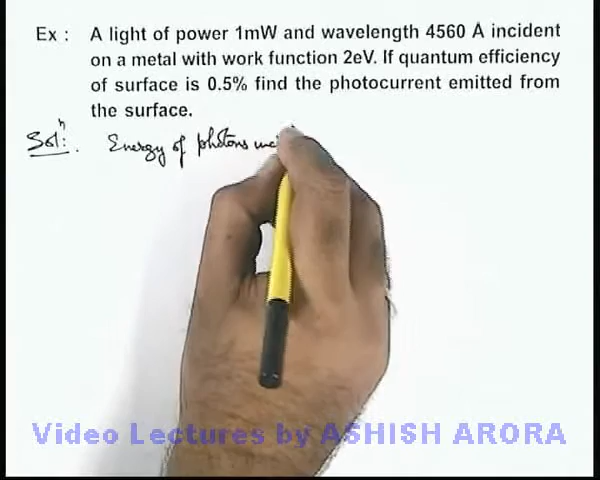 Ex : A light of power 1mW and wavelength 4560 Å incident
on a metal with work function 2eV. If quantum efficiency
of surface is 0.5% find the photocurrent emitted from
the surface.
Solⁿ: Energy of photons inc
Video Lectures by ASHISH ARORA